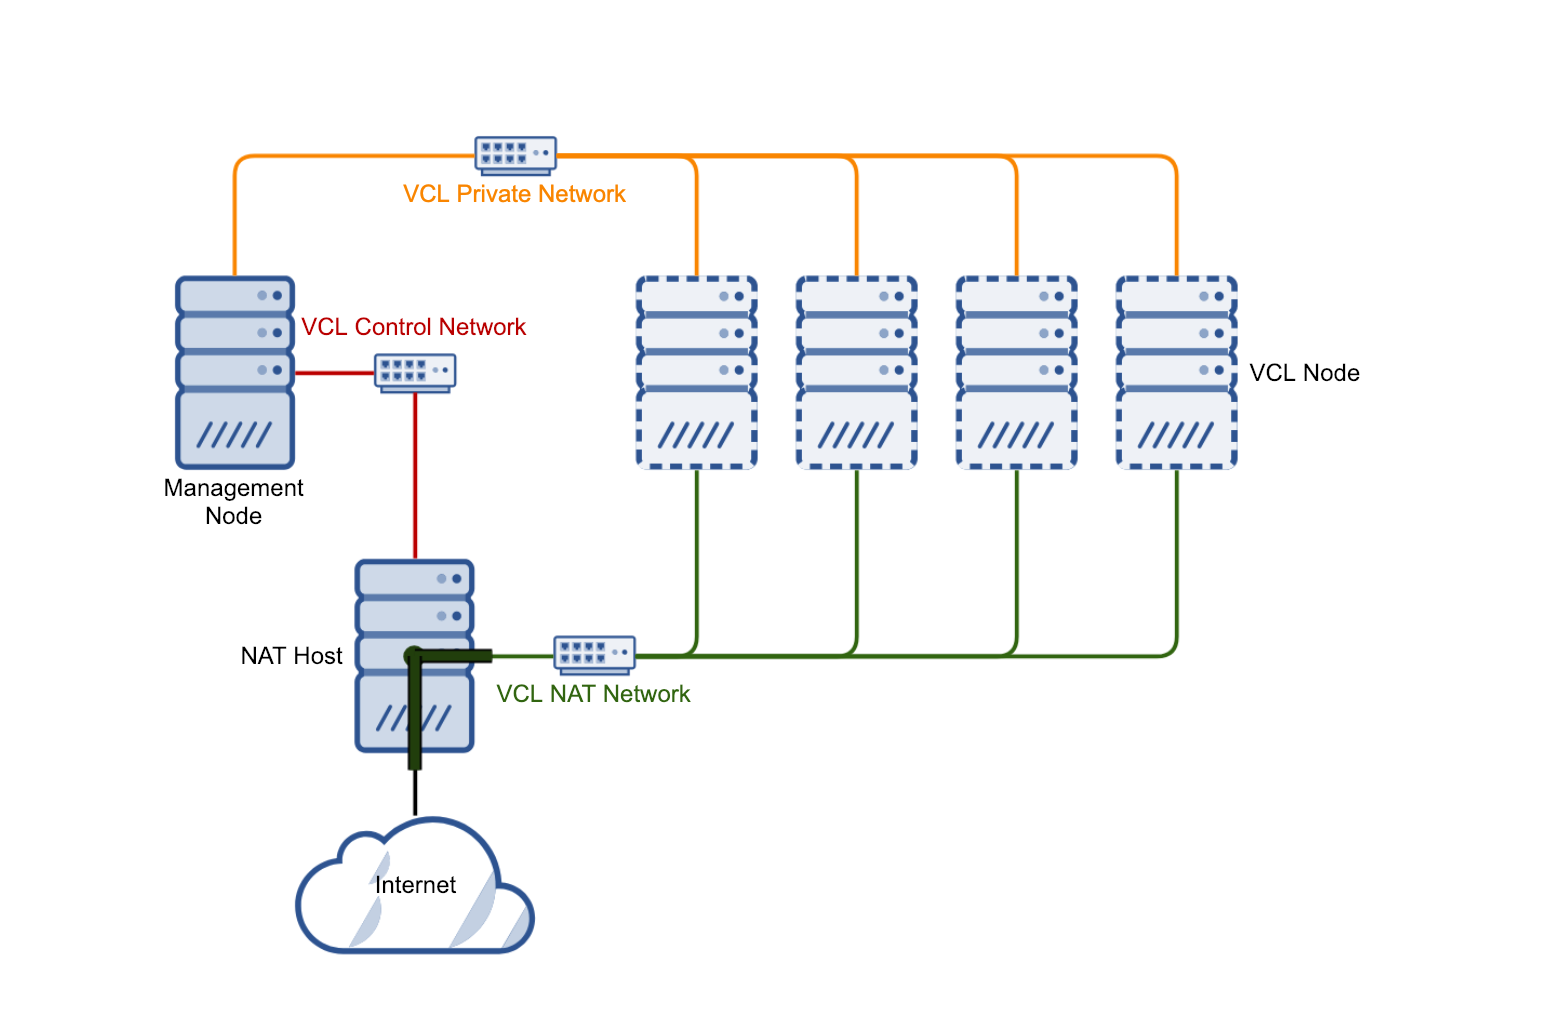 VCL Private Network
VCL Control Network
VCL Node
Management
Node
NAT Host
VCL NAT Network
Internet